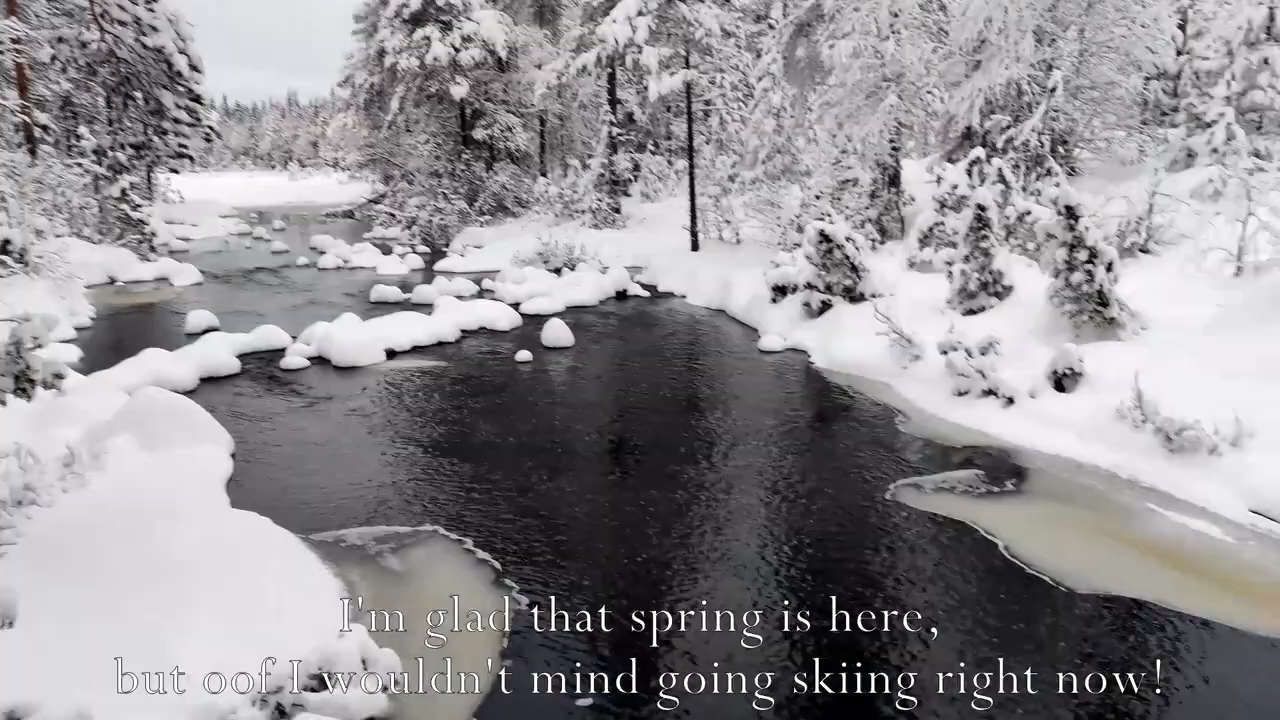 I'm glad that spring is here,
but oof I wouldn't mind going skiing right now!